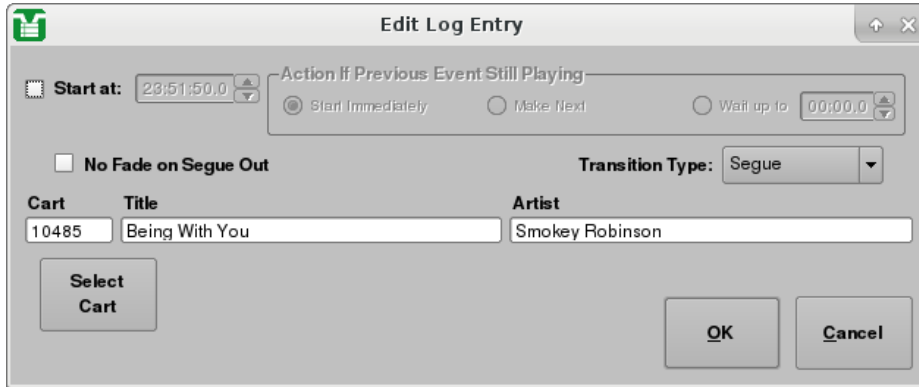 Edit Log Entry
Start at: 23:51:50.0
Action If Previous Event Still Playing
Start Immediately Make Next Wait up to 00:00.0
No Fade on Segue Out Transition Type: Segue
Cart Title Artist
10485 Being With You Smokey Robinson
Select
Cart
OK Cancel